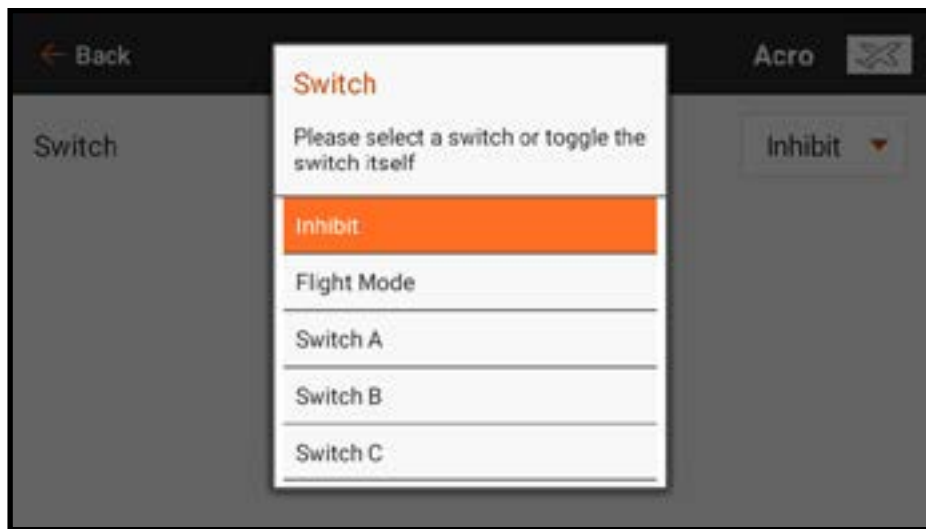 ← Back
Acro
Switch
Inhibit
Switch
Please select a switch or toggle the
switch itself
Inhibit
Flight Mode
Switch A
Switch B
Switch C